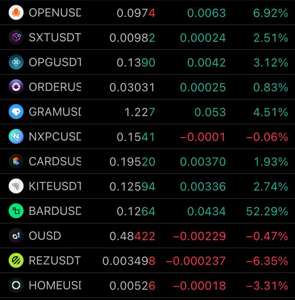 OPENUSD 0.0974 0.0063 6.92%
SXTUSDT 0.00982 0.00024 2.51%
OPGUSDT 0.1390 0.0042 3.12%
ORDERUS 0.03031 0.00025 0.83%
GRAMUSD 1.227 0.053 4.51%
NXPCUSD 0.1541 −0.0001 −0.06%
CARDSUS 0.19520 0.00370 1.93%
KITEUSDT 0.12594 0.00336 2.74%
BARDUSD 0.1264 0.0434 52.29%
OUSD 0.48422 −0.00229 −0.47%
REZUSDT 0.003498 −0.000237 −6.35%
HOMEUSD 0.00526 −0.00018 −3.31%